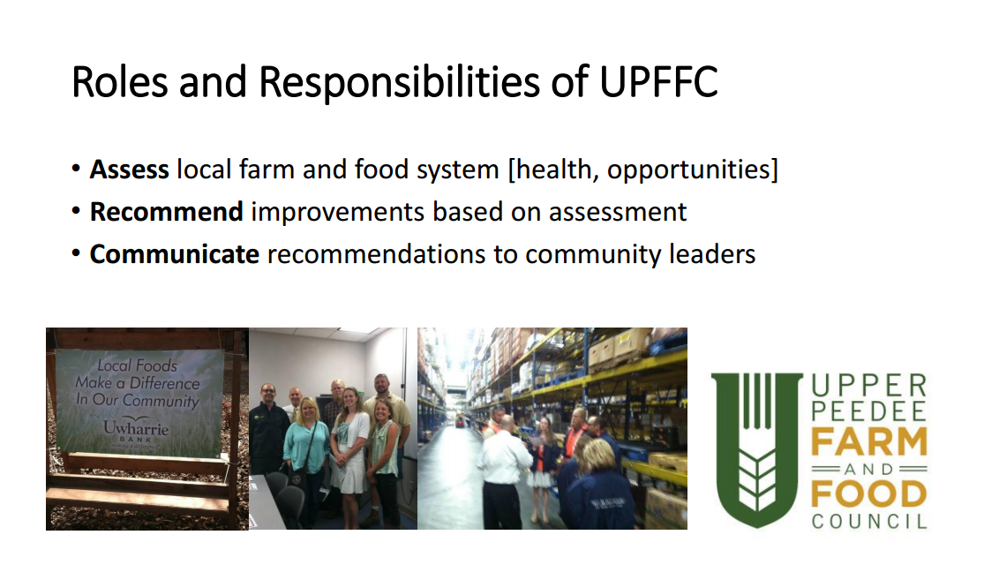 Roles and Responsibilities of UPFFC
• Assess local farm and food system [health, opportunities]
• Recommend improvements based on assessment
• Communicate recommendations to community leaders
Local Foods
Make a Difference
In Our Community
Uwharrie
BANK
UPPER
PEEDEE
FARM
AND
FOOD
COUNCIL